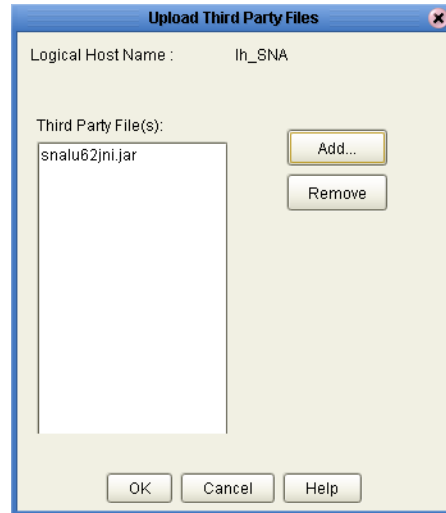 Upload Third Party Files
Logical Host Name : lh_SNA
Third Party File(s):
snalu62jni.jar
Add...
Remove
OK Cancel Help